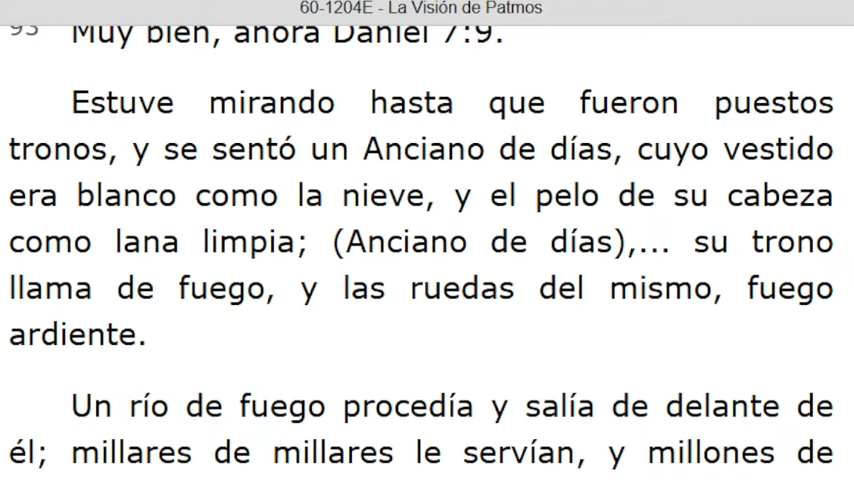 60-1204E - La Visión de Patmos
93 Muy bien, ahora Daniel 7:9.
Estuve mirando hasta que fueron puestos
tronos, y se sentó un Anciano de días, cuyo vestido
era blanco como la nieve, y el pelo de su cabeza
como lana limpia; (Anciano de días),... su trono
llama de fuego, y las ruedas del mismo, fuego
ardiente.
Un río de fuego procedía y salía de delante de
él; millares de millares le servían, y millones de